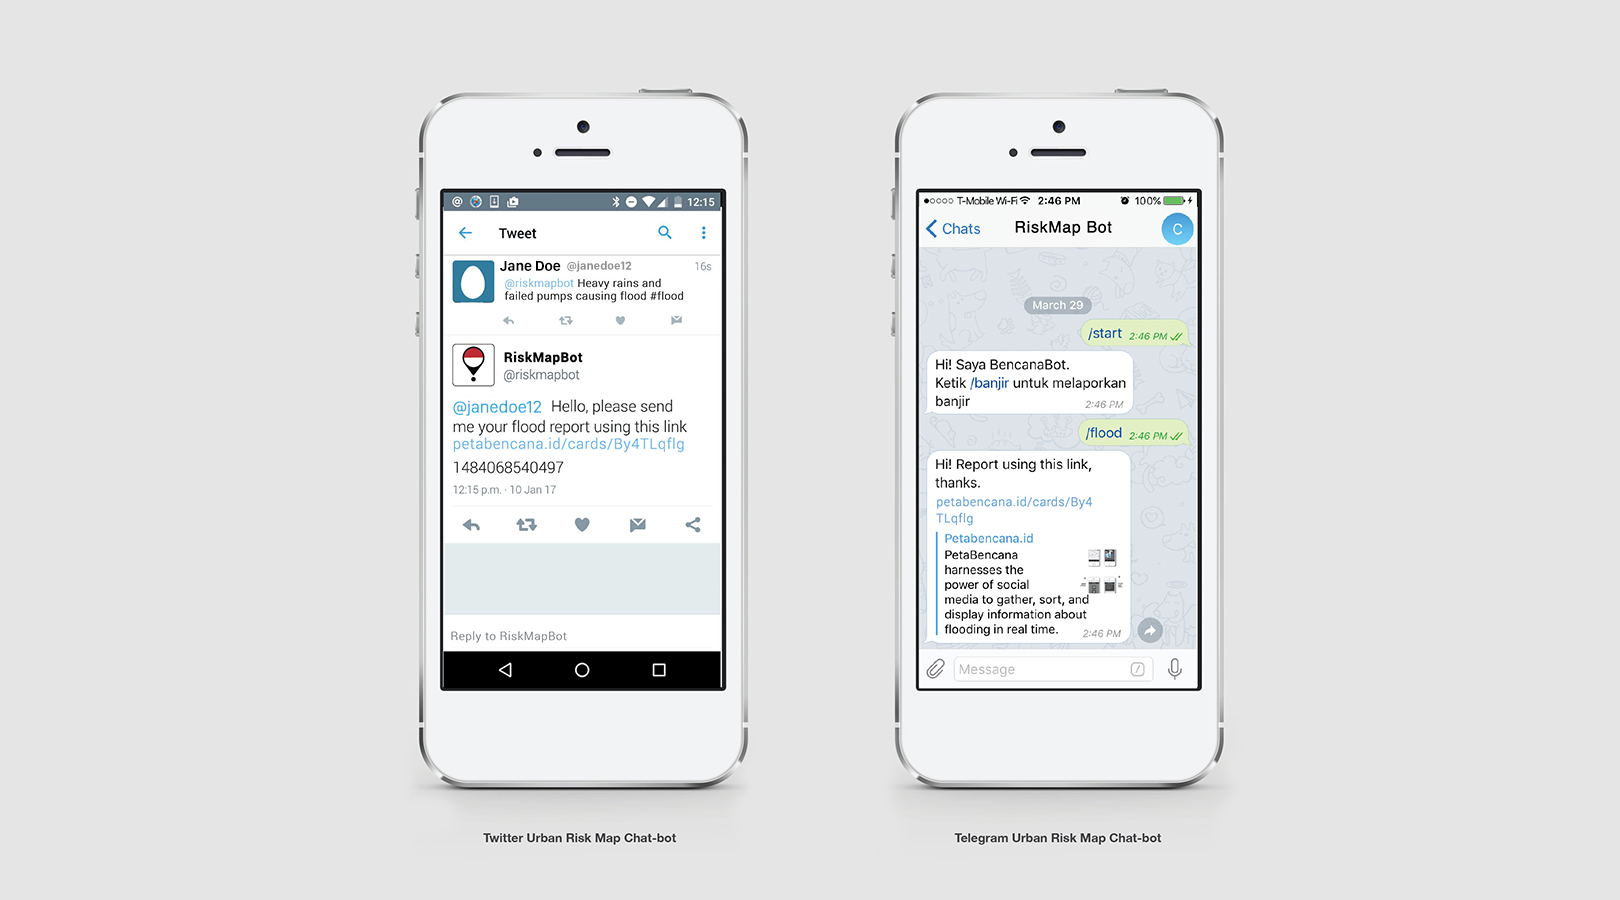 12:15
Tweet
Jane Doe @janedoe12 16s
@riskmapbot Heavy rains and
failed pumps causing flood #flood
RiskMapBot
@riskmapbot
@janedoe12 Hello, please send
me your flood report using this link
petabencana.id/cards/By4TLqflg
1484068540497
12:15 p.m. · 10 Jan 17
Reply to RiskMapBot
Twitter Urban Risk Map Chat-bot
T-Mobile Wi-Fi 2:46 PM 100%
Chats RiskMap Bot C
March 29
/start 2:46 PM
Hi! Saya BencanaBot.
Ketik /banjir untuk melaporkan
banjir 2:46 PM
/flood 2:46 PM
Hi! Report using this link,
thanks.
petabencana.id/cards/By4
TLqflg
Petabencana.id
PetaBencana
harnesses the
power of social
media to gather, sort, and
display information about
flooding in real time. 2:46 PM
Message
Telegram Urban Risk Map Chat-bot